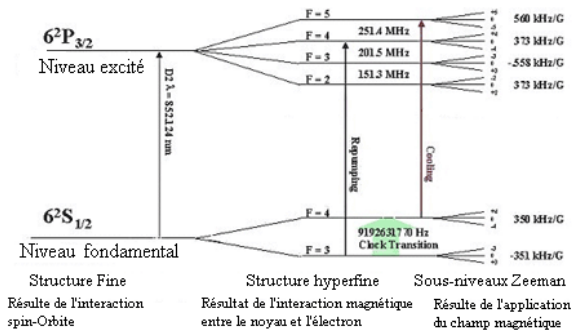 F = 5
560 kHz/G
251.4 MHz
6²P3/2
F = 4
373 kHz/G
201.5 MHz
Niveau excité
F = 3
-558 kHz/G
151.3 MHz
F = 2
373 kHz/G
D2 λ = 852.124 nm
Repumping
Cooling
6²S1/2
F = 4
350 kHz/G
9192631770 Hz
Clock Transition
Niveau fondamental
F = 3
-351 kHz/G
Structure Fine
Structure hyperfine
Sous-niveaux Zeeman
Résulte de l'interaction
spin-Orbite
Résultat de l'interaction magnétique
entre le noyau et l'électron
Résulte de l'application
du champ magnétique